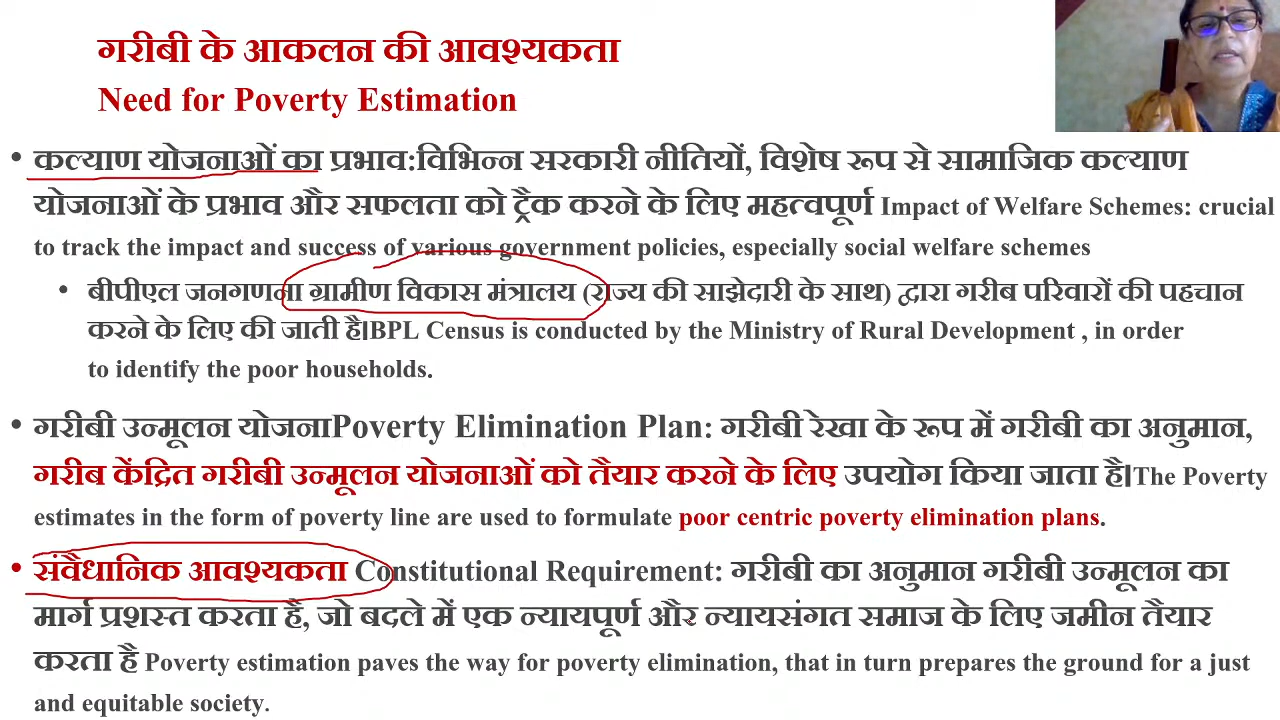 गरीबी के आकलन की आवश्यकता
Need for Poverty Estimation
• कल्याण योजनाओं का प्रभाव:विभिन्न सरकारी नीतियों, विशेष रूप से सामाजिक कल्याण
योजनाओं के प्रभाव और सफलता को ट्रैक करने के लिए महत्वपूर्ण Impact of Welfare Schemes: crucial
to track the impact and success of various government policies, especially social welfare schemes
• बीपीएल जनगणना ग्रामीण विकास मंत्रालय (राज्य की साझेदारी के साथ) द्वारा गरीब परिवारों की पहचान
करने के लिए की जाती है।BPL Census is conducted by the Ministry of Rural Development , in order
to identify the poor households.
• गरीबी उन्मूलन योजनाPoverty Elimination Plan: गरीबी रेखा के रूप में गरीबी का अनुमान,
गरीब केंद्रित गरीबी उन्मूलन योजनाओं को तैयार करने के लिए उपयोग किया जाता है।The Poverty
estimates in the form of poverty line are used to formulate poor centric poverty elimination plans.
• संवैधानिक आवश्यकता Constitutional Requirement: गरीबी का अनुमान गरीबी उन्मूलन का
मार्ग प्रशस्त करता है, जो बदले में एक न्यायपूर्ण और न्यायसंगत समाज के लिए जमीन तैयार
करता है Poverty estimation paves the way for poverty elimination, that in turn prepares the ground for a just
and equitable society.